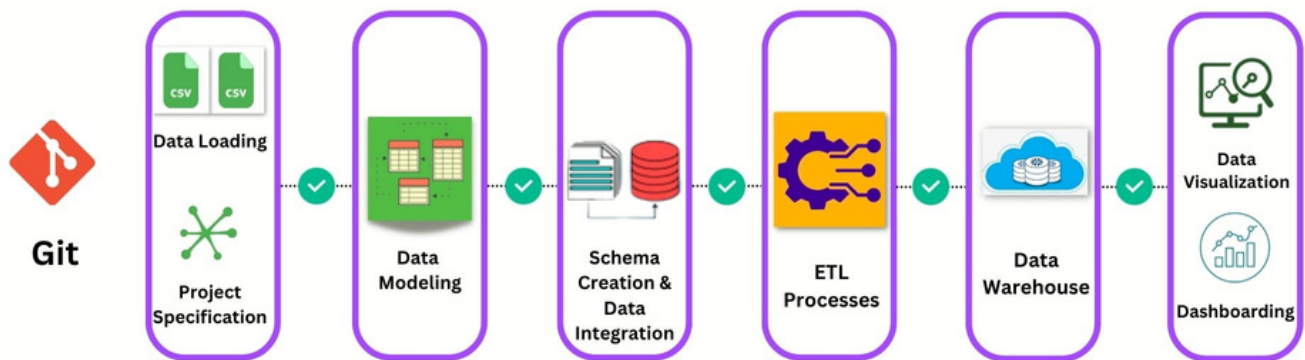 Git
CSV
CSV
Data Loading
Project
Specification
Data
Modeling
Schema
Creation &
Data
Integration
ETL
Processes
Data
Warehouse
Data
Visualization
Dashboarding